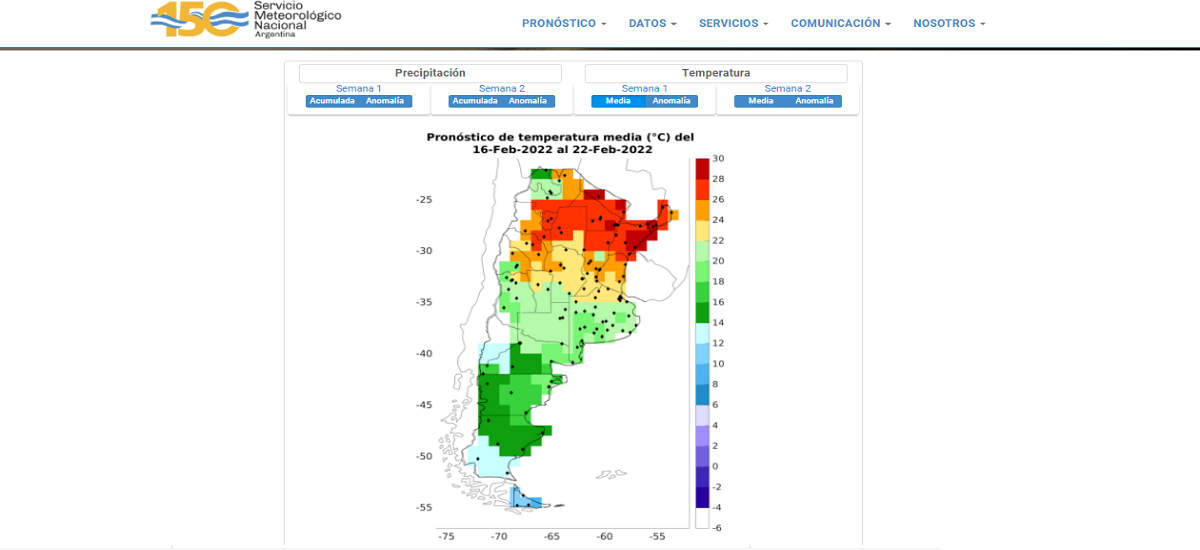 150
Servicio
Meteorológico
Nacional
Argentina
PRONÓSTICO DATOS SERVICIOS COMUNICACIÓN NOSOTROS
Precipitación Temperatura
Semana 1 Semana 2 Semana 1 Semana 2
Acumulada Anomalía Acumulada Anomalía Media Anomalía Media Anomalía
Pronóstico de temperatura media (°C) del
16-Feb-2022 al 22-Feb-2022
30
28
-25 26
24
22
-30 20
18
-35 16
14
12
-40 10
8
-45 6
4
2
-50 0
-2
-55 -4
-6
-75 -70 -65 -60 -55